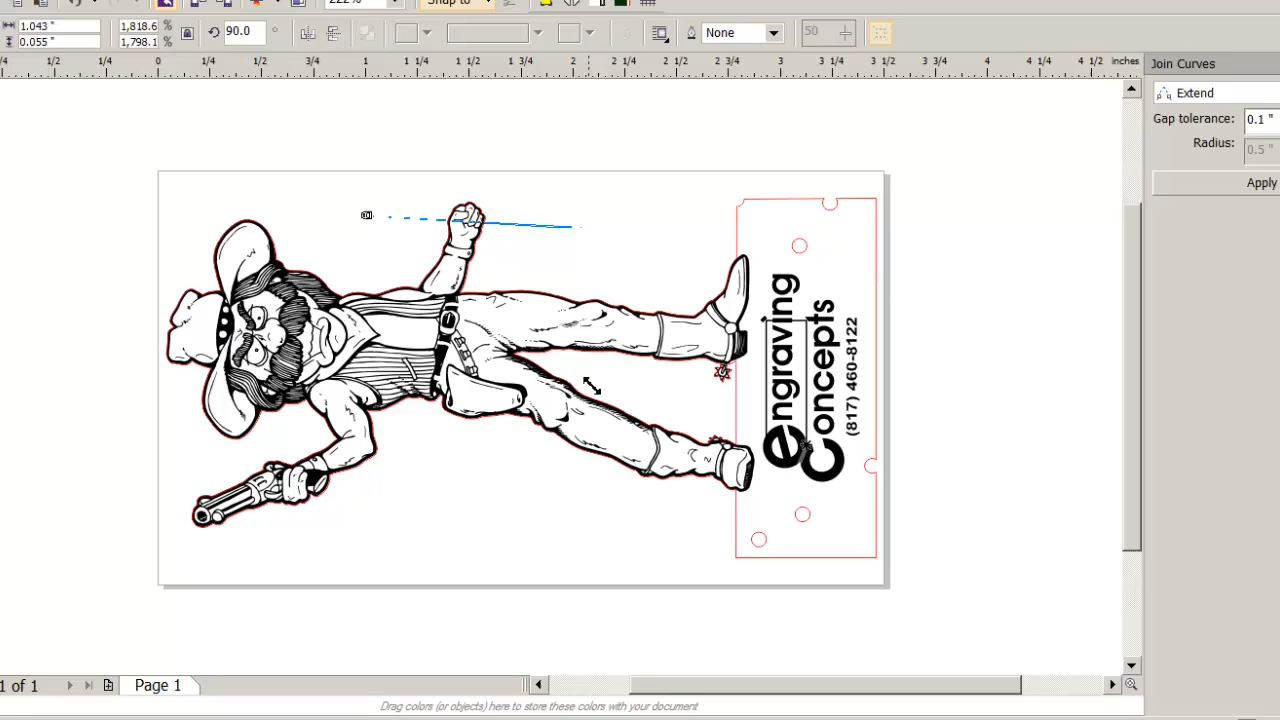 222%
Snap to
1.043 "
0.055 "
1,818.6 %
1,798.1 %
90.0 °
None
50
1/4 1/2 1/4 0 1/4 1/2 3/4 1 1 1/4 1 1/2 1 3/4 2 2 1/4 2 1/2 2 3/4 3 3 1/4 3 1/2 3 3/4 4 4 1/4 4 1/2 inches
Join Curves
Extend
Gap tolerance: 0.1 "
Radius: 0.5 "
Apply
engraving
Concepts
(817) 460-8122
1 of 1
Page 1
Drag colors (or objects) here to store these colors with your document